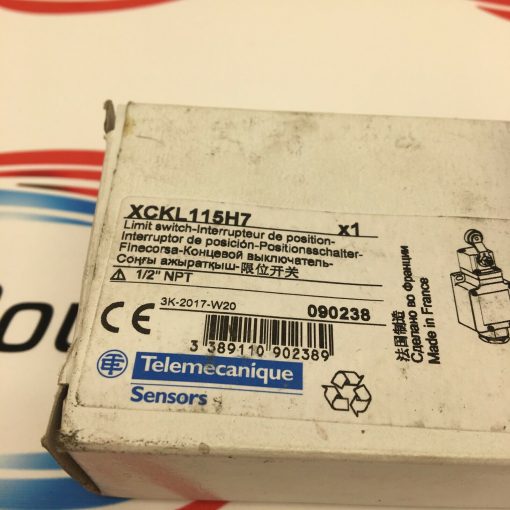 XCKL115H7 x1
Limit switch-Interrupteur de position-
Interruptor de posición-Positionsschalter-
Finecorsa-Концевой выключатель-
Соңғы ажыратқыш-限位开关
⚠ 1/2" NPT
3K-2017-W20 090238
3 389110 902389
CE
Telemecanique
Sensors
法国制造
Сделано во Франции
Made in France